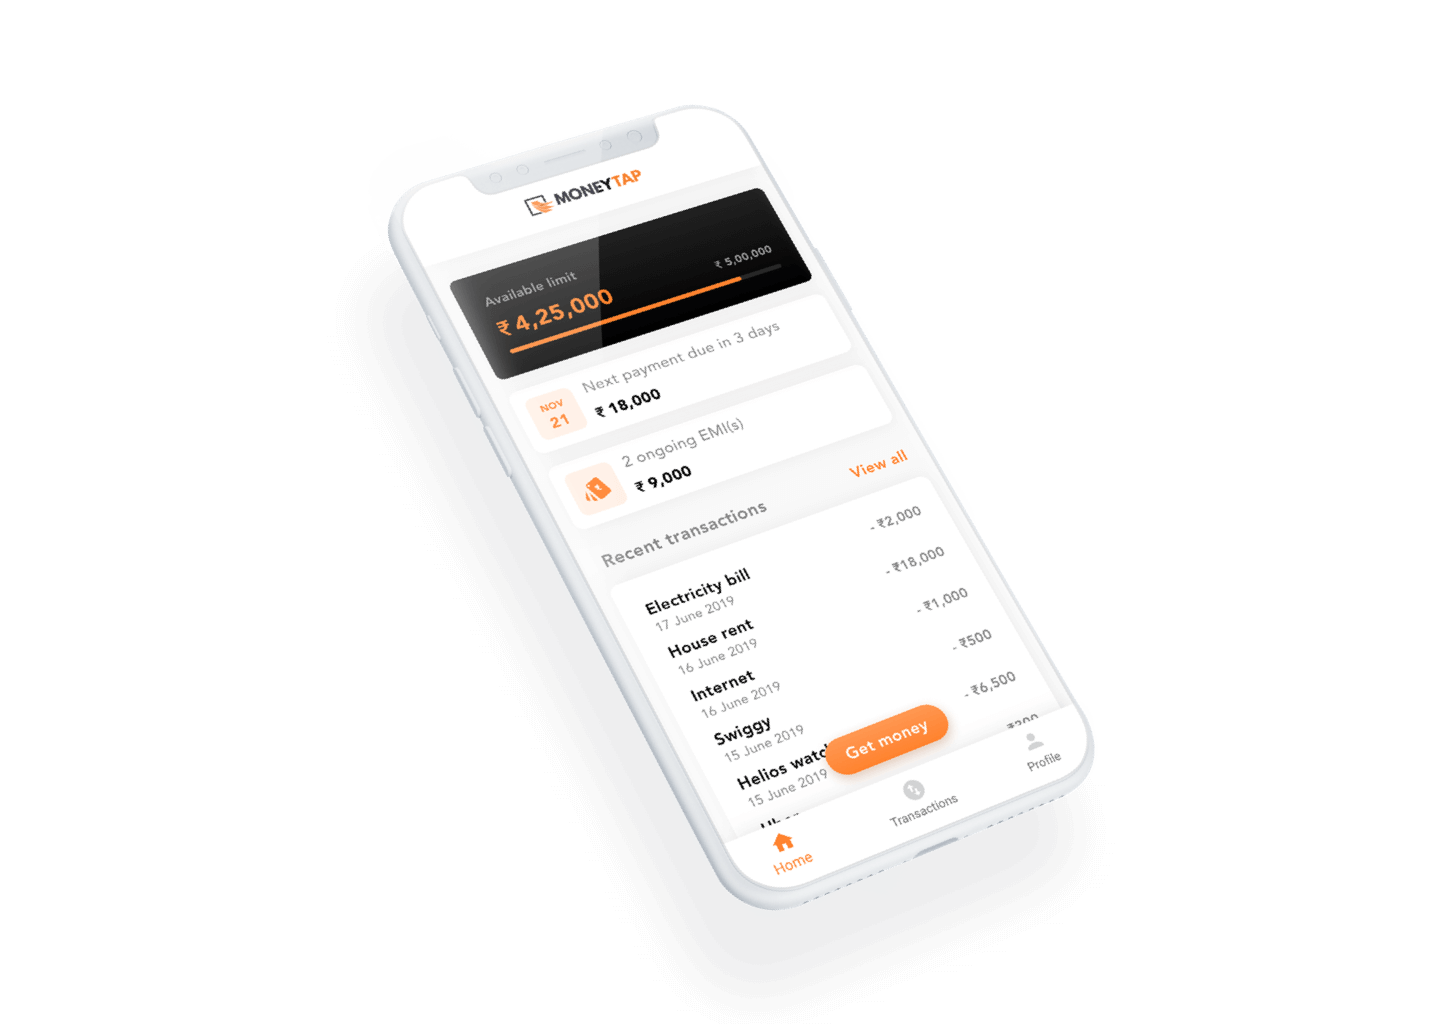 MONEYTAP
Available limit
₹ 5,00,000
₹ 4,25,000
NOV
21
Next payment due in 3 days
₹ 18,000
2 ongoing EMI(s)
₹ 9,000
Recent transactions
View all
Electricity bill
- ₹2,000
17 June 2019
House rent
- ₹18,000
16 June 2019
Internet
- ₹1,000
16 June 2019
Swiggy
- ₹500
15 June 2019
Helios
- ₹6,500
15 June 2019
Get money
Home
Transactions
Profile